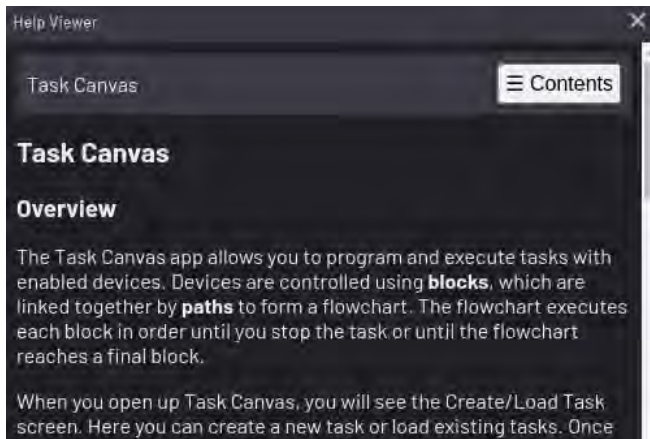 Help Viewer
Task Canvas
☰ Contents
Task Canvas
Overview
The Task Canvas app allows you to program and execute tasks with
enabled devices. Devices are controlled using blocks, which are
linked together by paths to form a flowchart. The flowchart executes
each block in order until you stop the task or until the flowchart
reaches a final block.
When you open up Task Canvas, you will see the Create/Load Task
screen. Here you can create a new task or load existing tasks. Once